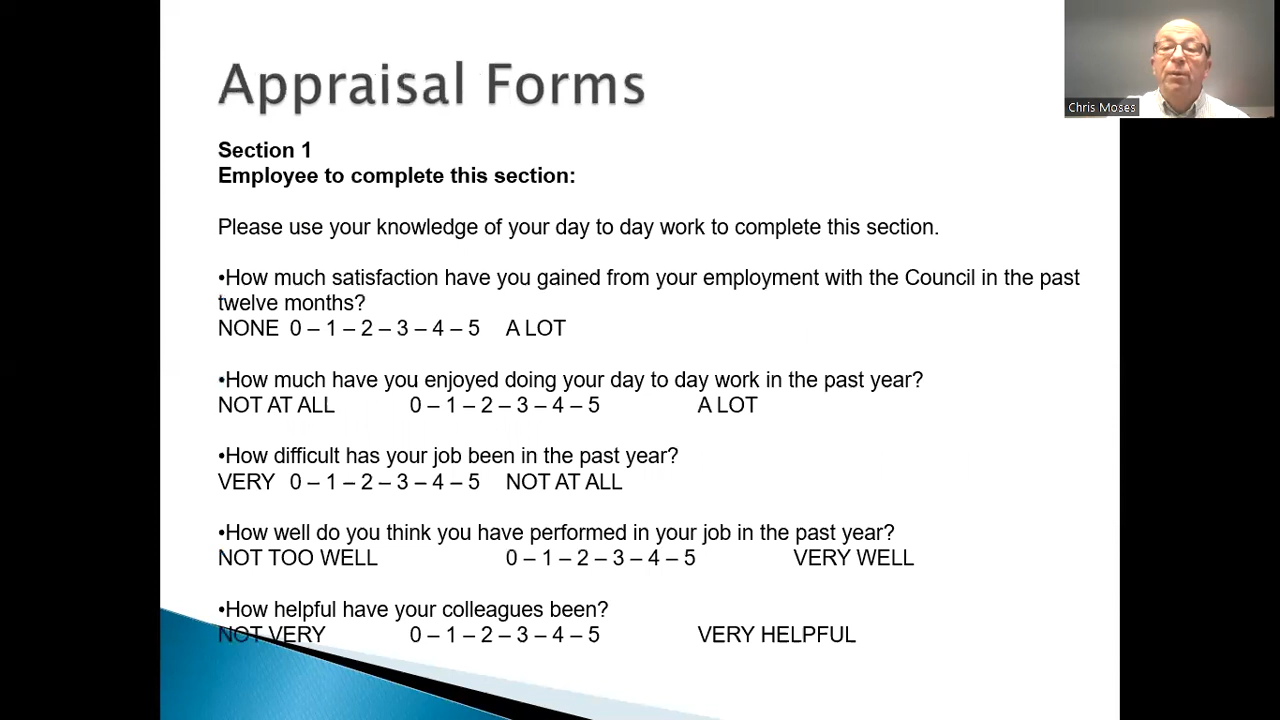 Appraisal Forms
Chris Moses
Section 1
Employee to complete this section:
Please use your knowledge of your day to day work to complete this section.
•How much satisfaction have you gained from your employment with the Council in the past
twelve months?
NONE 0 – 1 – 2 – 3 – 4 – 5 A LOT
•How much have you enjoyed doing your day to day work in the past year?
NOT AT ALL 0 – 1 – 2 – 3 – 4 – 5 A LOT
•How difficult has your job been in the past year?
VERY 0 – 1 – 2 – 3 – 4 – 5 NOT AT ALL
•How well do you think you have performed in your job in the past year?
NOT TOO WELL 0 – 1 – 2 – 3 – 4 – 5 VERY WELL
•How helpful have your colleagues been?
NOT VERY 0 – 1 – 2 – 3 – 4 – 5 VERY HELPFUL